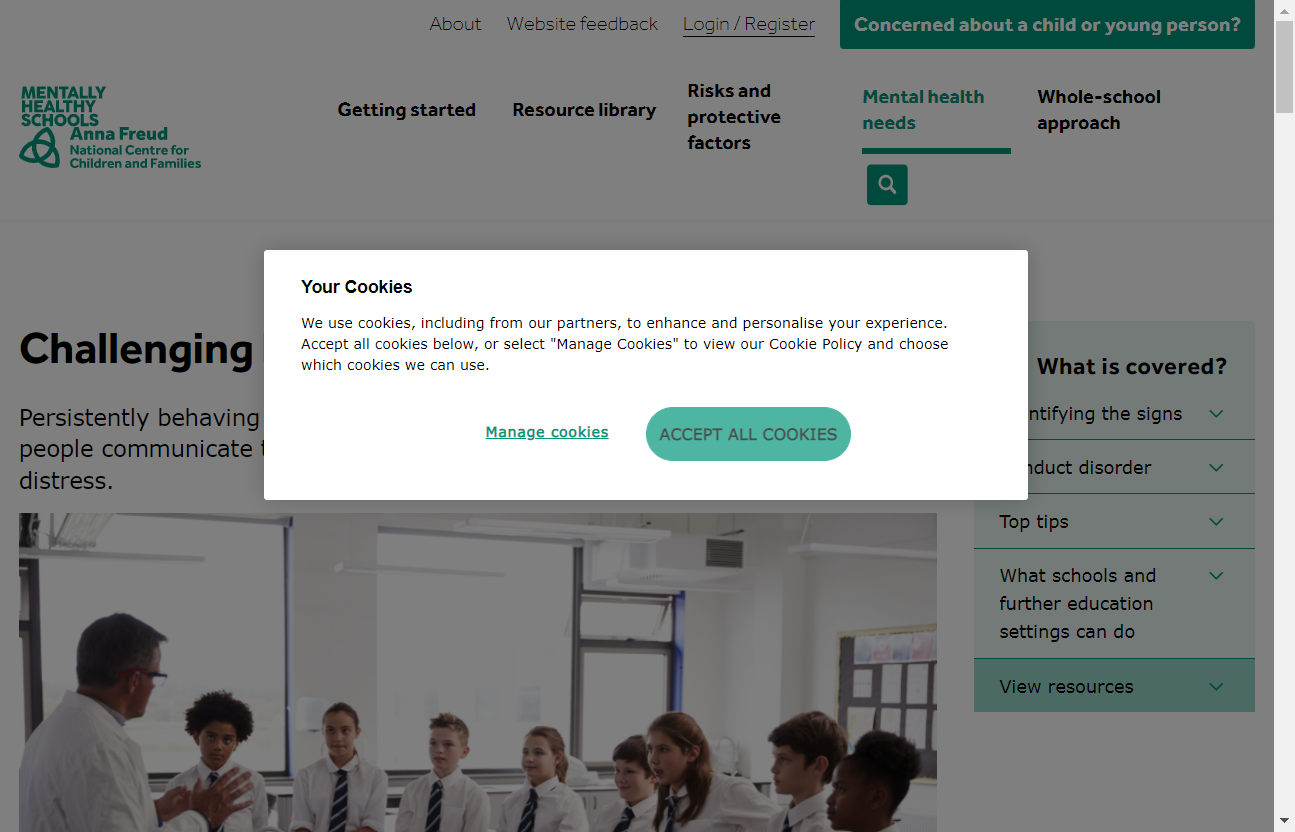 About Website feedback Login / Register Concerned about a child or young person?
MENTALLY
HEALTHY
SCHOOLS
Anna Freud
National Centre for
Children and Families
Getting started
Resource library
Risks and
protective
factors
Mental health
needs
Whole-school
approach
Your Cookies
We use cookies, including from our partners, to enhance and personalise your experience.
Accept all cookies below, or select "Manage Cookies" to view our Cookie Policy and choose
which cookies we can use.
Manage cookies ACCEPT ALL COOKIES
Challenging
Persistently behaving
people communicate
distress.
What is covered?
ntifying the signs
nduct disorder
Top tips
What schools and
further education
settings can do
View resources